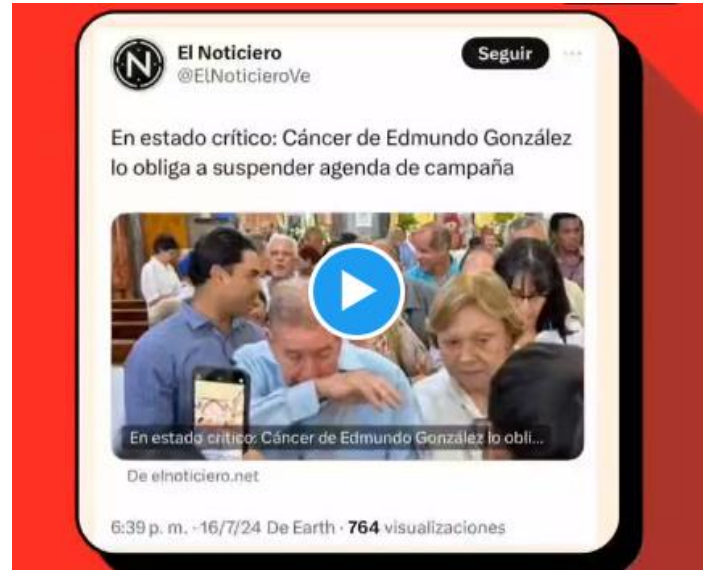 N
El Noticiero
@ElNoticieroVe
Seguir
En estado crítico: Cáncer de Edmundo González
lo obliga a suspender agenda de campaña
En estado crítico: Cáncer de Edmundo González lo obli...
De elnoticiero.net
6:39 p. m. · 16/7/24 De Earth · 764 visualizaciones